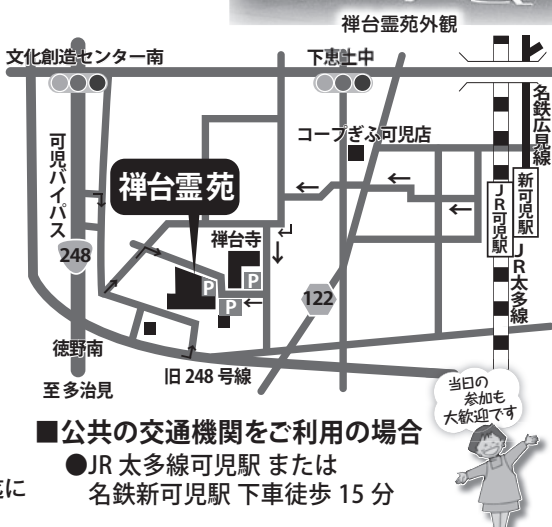 禅台霊苑外観
文化創造センター南
下恵土中
名鉄広見線
コープぎふ可児店
可児バイパス
新可児駅
JR可児駅
禅台霊苑
禅台寺
JR太多線
248
P
P
122
徳野南
旧248号線
至多治見
当日の
参加も
大歓迎です
■公共の交通機関をご利用の場合
●JR 太多線可児駅 または
名鉄新可児駅 下車徒歩 15 分
に